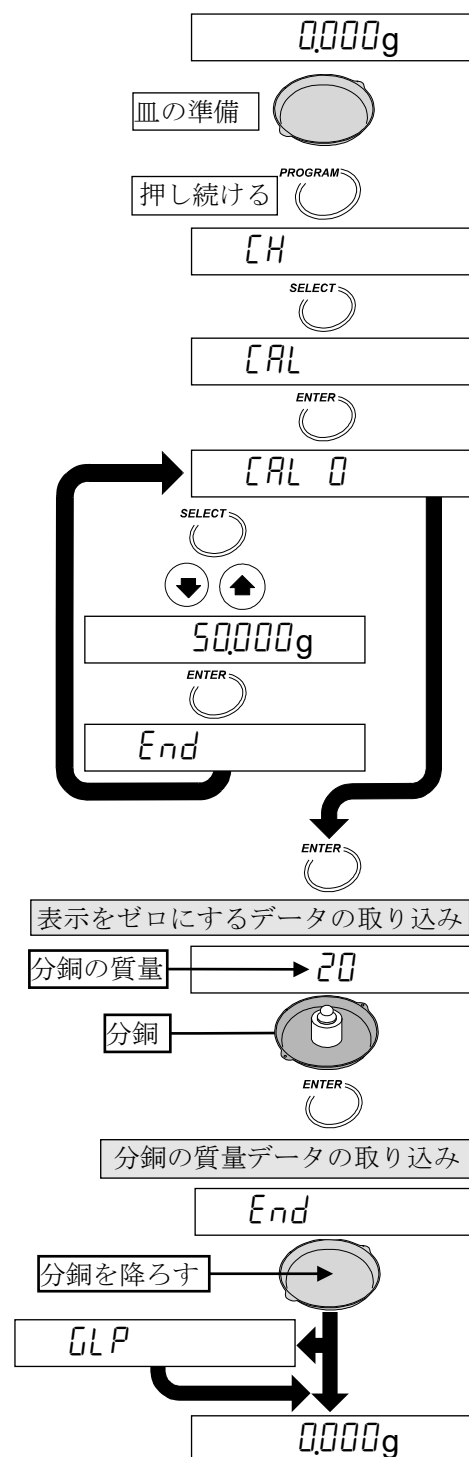 0.000g
皿の準備
PROGRAM
押し続ける
CH
SELECT
CAL
ENTER
CAL 0
SELECT
50.000g
ENTER
End
ENTER
表示をゼロにするデータの取り込み
分銅の質量
20
分銅
ENTER
分銅の質量データの取り込み
End
分銅を降ろす
GLP
0.000g